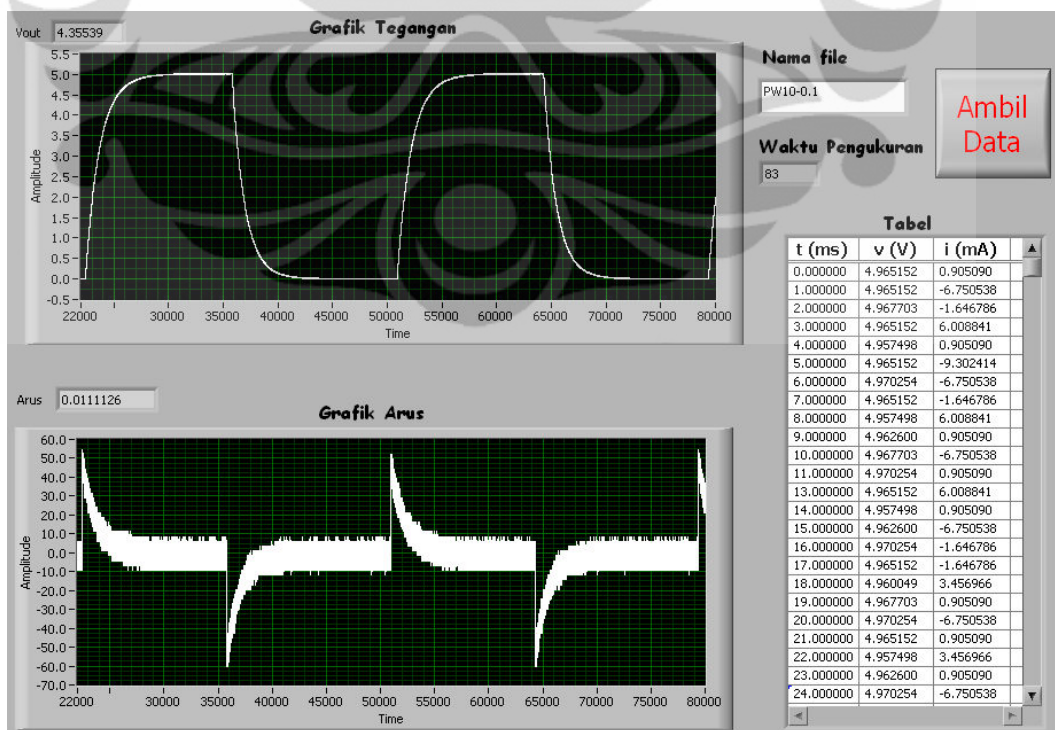 Vout 4.35539
Grafik Tegangan
5.5
5.0
4.5
4.0
3.5
3.0
2.5
2.0
1.5
1.0
0.5
0.0
-0.5
Amplitude
22000 30000 35000 40000 45000 50000 55000 60000 65000 70000 75000 80000
Time
Nama file
PW10-0.1
Waktu Pengukuran
83
Ambil
Data
Arus 0.0111126
Grafik Arus
60.0
50.0
40.0
30.0
20.0
10.0
0.0
-10.0
-20.0
-30.0
-40.0
-50.0
-60.0
-70.0
Amplitude
22000 30000 35000 40000 45000 50000 55000 60000 65000 70000 75000 80000
Time
Tabel
t (ms) v (V) i (mA)
0.000000 4.965152 0.905090
1.000000 4.965152 -6.750538
2.000000 4.967703 -1.646786
3.000000 4.965152 6.008841
4.000000 4.957498 0.905090
5.000000 4.965152 -9.302414
6.000000 4.970254 -6.750538
7.000000 4.965152 -1.646786
8.000000 4.957498 6.008841
9.000000 4.962600 0.905090
10.000000 4.967703 -6.750538
11.000000 4.970254 0.905090
13.000000 4.965152 6.008841
14.000000 4.957498 0.905090
15.000000 4.962600 -6.750538
16.000000 4.970254 -1.646786
17.000000 4.965152 -1.646786
18.000000 4.960049 3.456966
19.000000 4.967703 0.905090
20.000000 4.970254 -6.750538
21.000000 4.965152 0.905090
22.000000 4.957498 3.456966
23.000000 4.962600 0.905090
24.000000 4.970254 -6.750538